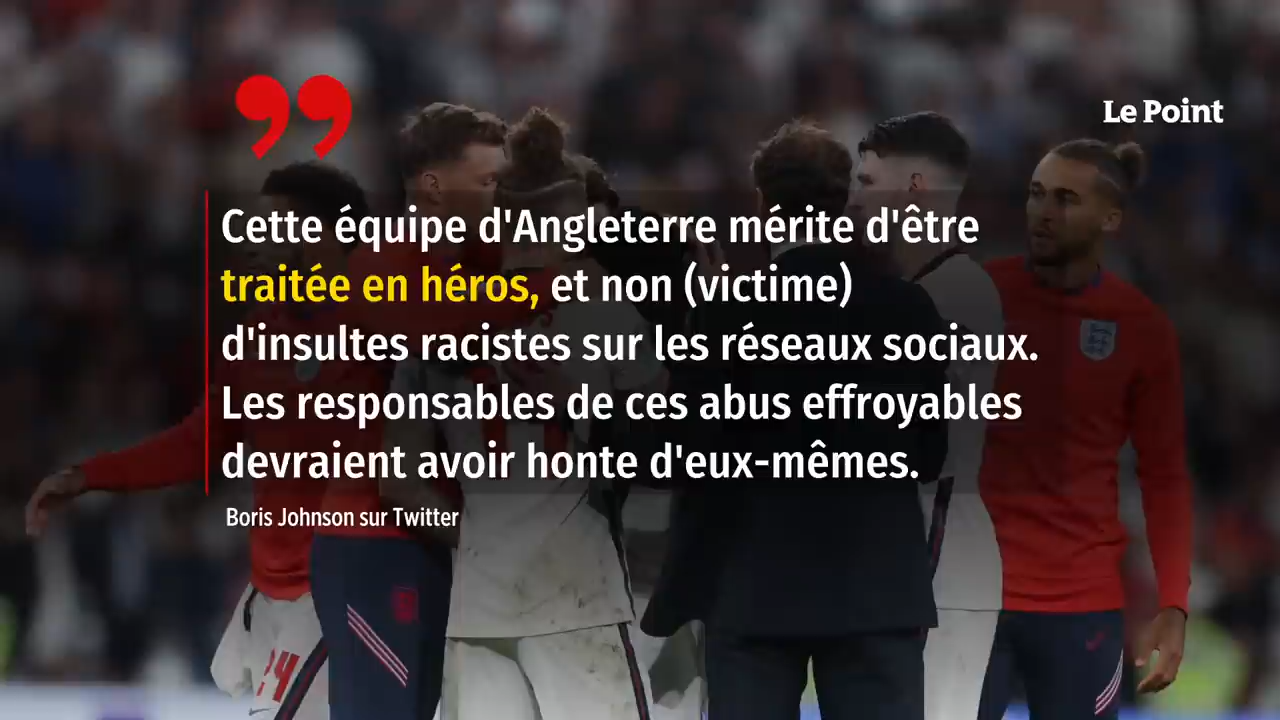 Le Point
Cette équipe d'Angleterre mérite d'être
traitée en héros, et non (victime)
d'insultes racistes sur les réseaux sociaux.
Les responsables de ces abus effroyables
devraient avoir honte d'eux-mêmes.
Boris Johnson sur Twitter
24